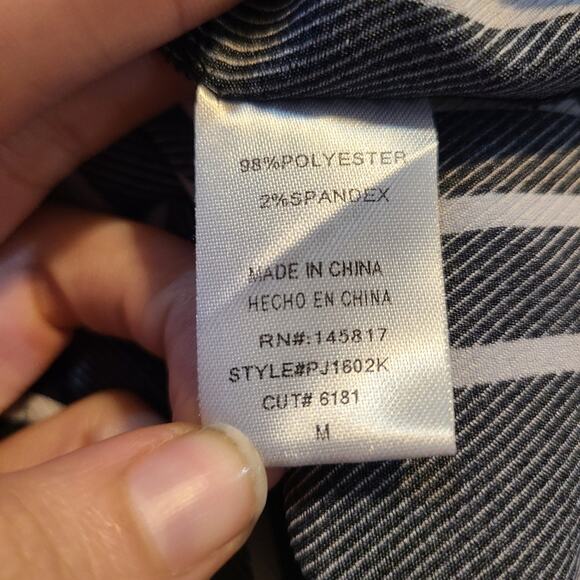 98%POLYESTER
2%SPANDEX
MADE IN CHINA
HECHO EN CHINA
RN#:145817
STYLE#PJ1602K
CUT# 6181
M